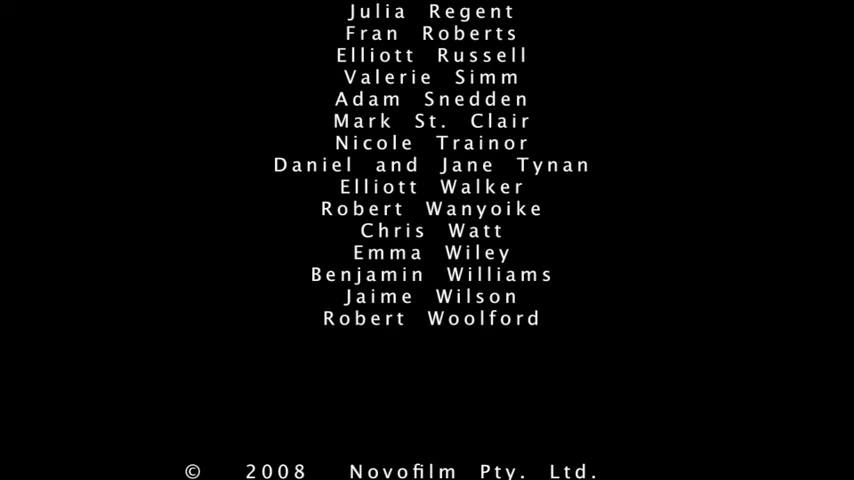 Julia Regent
Fran Roberts
Elliott Russell
Valerie Simm
Adam Snedden
Mark St. Clair
Nicole Trainor
Daniel and Jane Tynan
Elliott Walker
Robert Wanyoike
Chris Watt
Emma Wiley
Benjamin Williams
Jaime Wilson
Robert Woolford
© 2008 Novofilm Pty. Ltd.